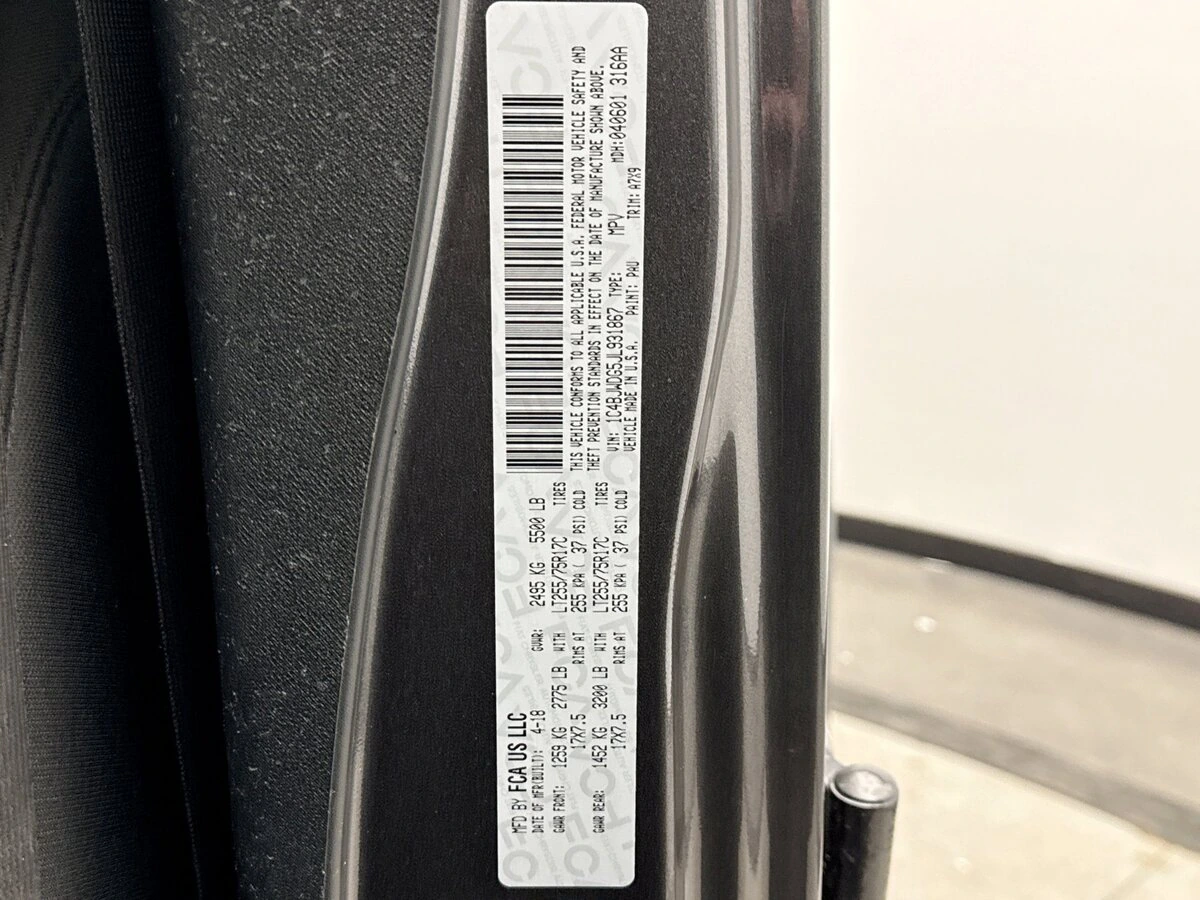 MFD BY FCA US LLC
DATE OF MFR(BUILT): 4-18 GVWR: 2495 KG 5500 LB
GAWR FRONT: 1259 KG 2775 LB WITH LT255/75R17C TIRES
17X7.5 RIMS AT 255 KPA ( 37 PSI) COLD
GAWR REAR: 1452 KG 3200 LB WITH LT255/75R17C TIRES
17X7.5 RIMS AT 255 KPA ( 37 PSI) COLD
THIS VEHICLE CONFORMS TO ALL APPLICABLE U.S.A. FEDERAL MOTOR VEHICLE SAFETY AND
THEFT PREVENTION STANDARDS IN EFFECT ON THE DATE OF MANUFACTURE SHOWN ABOVE.
VIN: 1C4BJWDG5JL931867 TYPE: MPV MDH:040601 316AA
VEHICLE MADE IN U.S.A. PAINT: PAU TRIM: A7X9